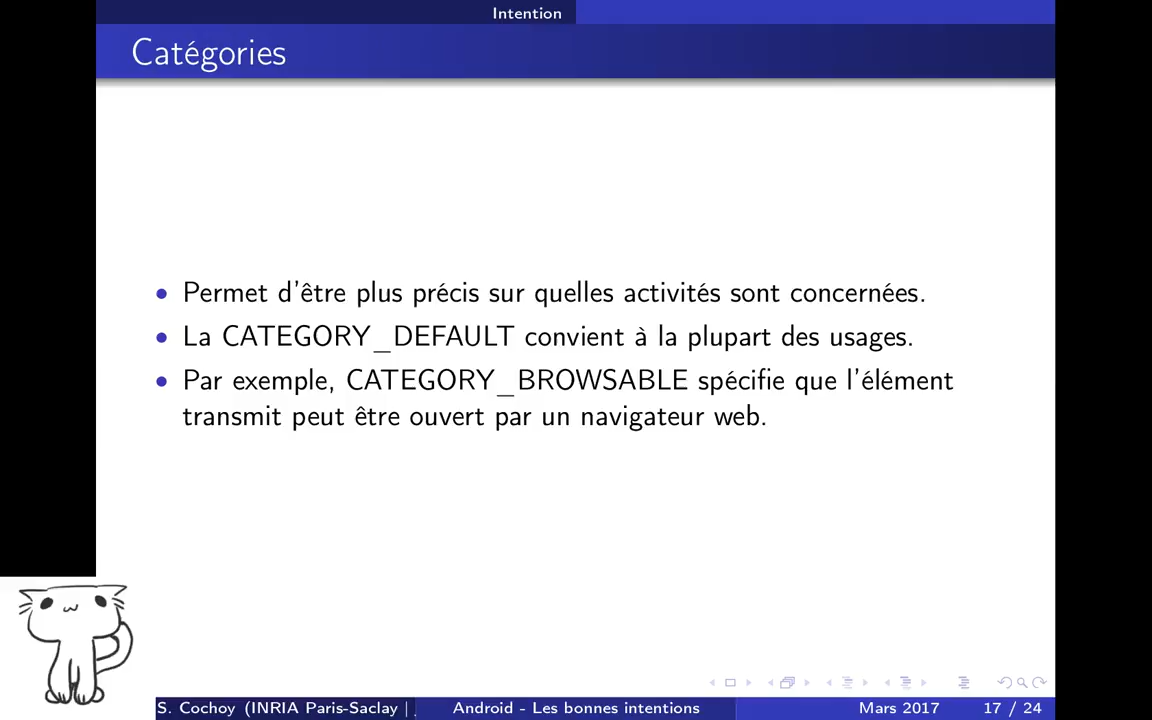 Intention
Catégories
• Permet d'être plus précis sur quelles activités sont concernées.
• La CATEGORY_DEFAULT convient à la plupart des usages.
• Par exemple, CATEGORY_BROWSABLE spécifie que l'élément
transmit peut être ouvert par un navigateur web.
S. Cochoy (INRIA Paris-Saclay | Android - Les bonnes intentions Mars 2017 17 / 24